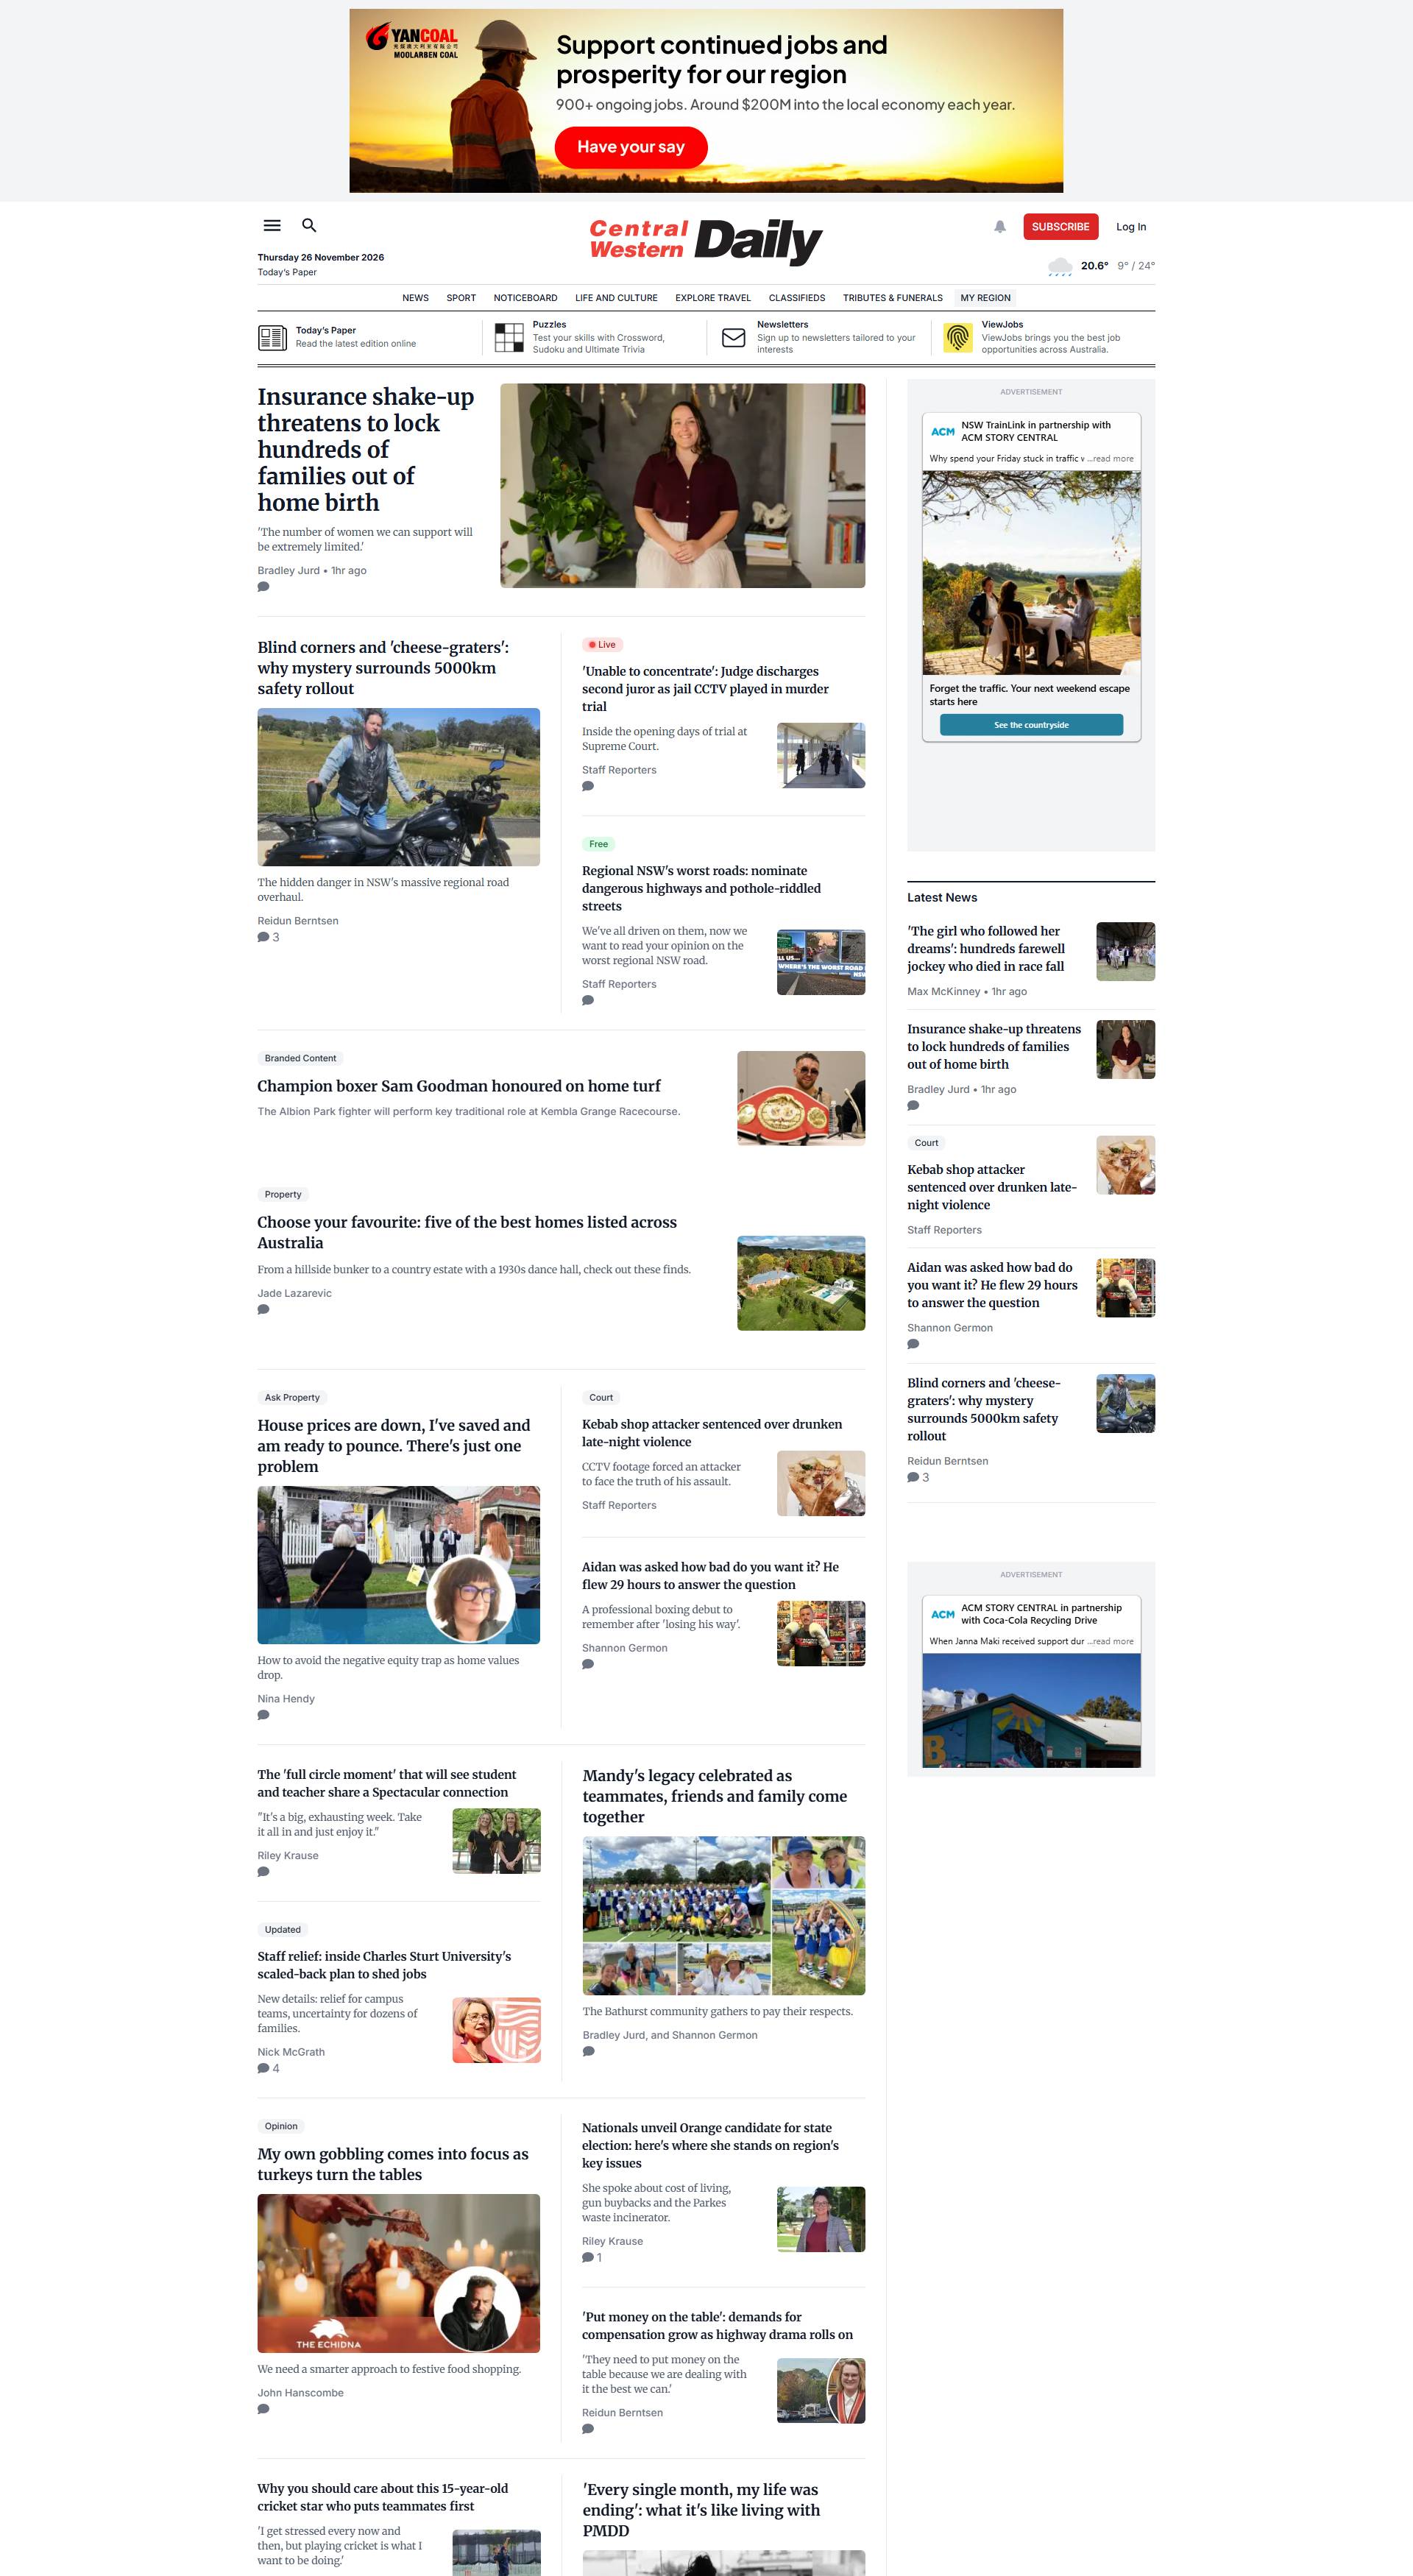 YANCOAL
MOOLARBEN COAL
Support continued jobs and
prosperity for our region
900+ ongoing jobs. Around $200M into the local economy each year.
Have your say
Central
Western
Daily
SUBSCRIBE
Log In
Thursday 26 November 2026
Today's Paper
20.6° 9° / 24°
NEWS SPORT NOTICEBOARD LIFE AND CULTURE EXPLORE TRAVEL CLASSIFIEDS TRIBUTES & FUNERALS MY REGION
Today's Paper
Read the latest edition online
Puzzles
Test your skills with Crossword,
Sudoku and Ultimate Trivia
Newsletters
Sign up to newsletters tailored to your
interests
ViewJobs
ViewJobs brings you the best job
opportunities across Australia.
Insurance shake-up
threatens to lock
hundreds of
families out of
home birth
'The number of women we can support will
be extremely limited.'
Bradley Jurd • 1hr ago
Blind corners and 'cheese-graters':
why mystery surrounds 5000km
safety rollout
The hidden danger in NSW's massive regional road
overhaul.
Reidun Berntsen
3
Live
'Unable to concentrate': Judge discharges
second juror as jail CCTV played in murder
trial
Inside the opening days of trial at
Supreme Court.
Staff Reporters
Free
Regional NSW's worst roads: nominate
dangerous highways and pothole-riddled
streets
We've all driven on them, now we
want to read your opinion on the
worst regional NSW road.
LL US...
WHERE'S THE WORST ROAD
Staff Reporters
Branded Content
Champion boxer Sam Goodman honoured on home turf
The Albion Park fighter will perform key traditional role at Kembla Grange Racecourse.
Property
Choose your favourite: five of the best homes listed across
Australia
From a hillside bunker to a country estate with a 1930s dance hall, check out these finds.
Jade Lazarevic
Ask Property
House prices are down, I've saved and
am ready to pounce. There's just one
problem
How to avoid the negative equity trap as home values
drop.
Nina Hendy
Court
Kebab shop attacker sentenced over drunken
late-night violence
CCTV footage forced an attacker
to face the truth of his assault.
Staff Reporters
Aidan was asked how bad do you want it? He
flew 29 hours to answer the question
A professional boxing debut to
remember after 'losing his way'.
Shannon Germon
The 'full circle moment' that will see student
and teacher share a Spectacular connection
"It's a big, exhausting week. Take
it all in and just enjoy it."
Riley Krause
Updated
Staff relief: inside Charles Sturt University's
scaled-back plan to shed jobs
New details: relief for campus
teams, uncertainty for dozens of
families.
Nick McGrath
4
Mandy's legacy celebrated as
teammates, friends and family come
together
The Bathurst community gathers to pay their respects.
Bradley Jurd, and Shannon Germon
Opinion
My own gobbling comes into focus as
turkeys turn the tables
THE ECHIDNA
We need a smarter approach to festive food shopping.
John Hanscombe
Nationals unveil Orange candidate for state
election: here's where she stands on region's
key issues
She spoke about cost of living,
gun buybacks and the Parkes
waste incinerator.
Riley Krause
1
'Put money on the table': demands for
compensation grow as highway drama rolls on
'They need to put money on the
table because we are dealing with
it the best we can.'
Reidun Berntsen
Why you should care about this 15-year-old
cricket star who puts teammates first
'I get stressed every now and
then, but playing cricket is what I
want to be doing.'
'Every single month, my life was
ending': what it's like living with
PMDD
ADVERTISEMENT
ACM
NSW TrainLink in partnership with
ACM STORY CENTRAL
Why spend your Friday stuck in traffic v ...read more
Forget the traffic. Your next weekend escape
starts here
See the countryside
Latest News
'The girl who followed her
dreams': hundreds farewell
jockey who died in race fall
Max McKinney • 1hr ago
Insurance shake-up threatens
to lock hundreds of families
out of home birth
Bradley Jurd • 1hr ago
Court
Kebab shop attacker
sentenced over drunken late-
night violence
Staff Reporters
Aidan was asked how bad do
you want it? He flew 29 hours
to answer the question
Shannon Germon
Blind corners and 'cheese-
graters': why mystery
surrounds 5000km safety
rollout
Reidun Berntsen
3
ADVERTISEMENT
ACM
ACM STORY CENTRAL in partnership
with Coca-Cola Recycling Drive
When Janna Maki received support dur ...read more